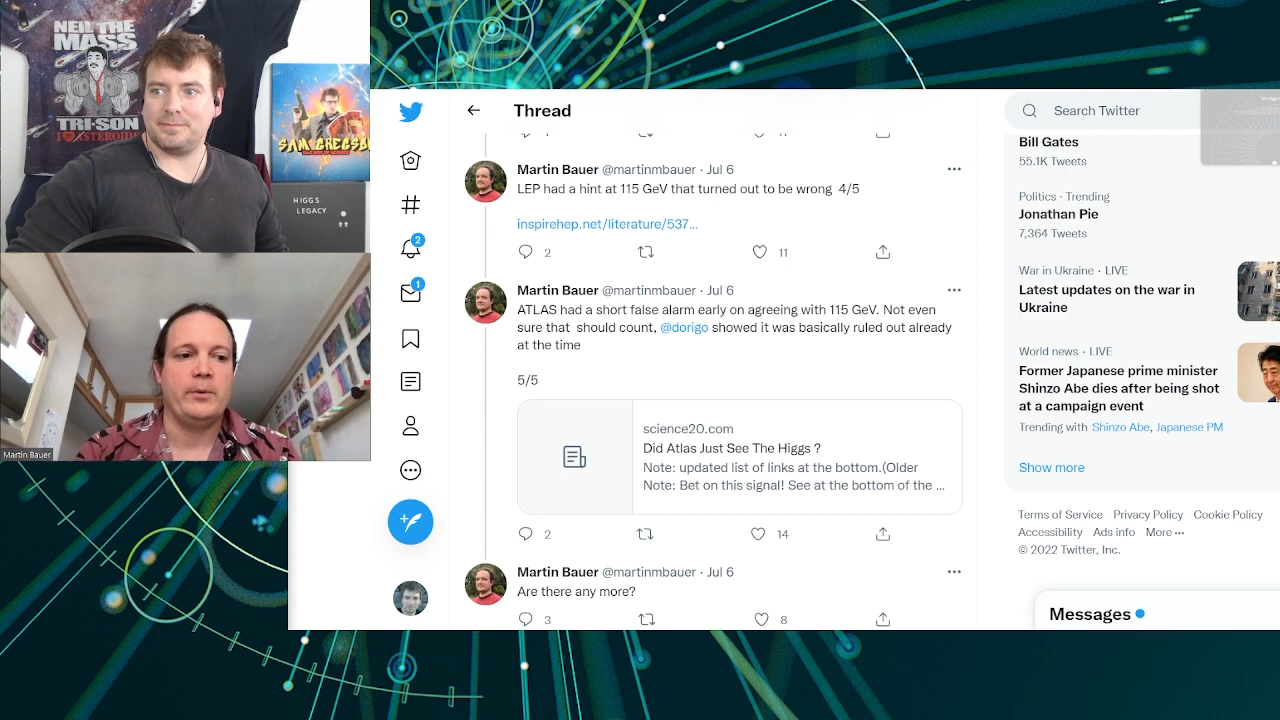 NEIL THE
MASS
TRI-SON
I ASTEROIDS
SAM GREGSON
HIGGS
LEGACY
Martin Bauer
Thread
Martin Bauer @martinmbauer · Jul 6
LEP had a hint at 115 GeV that turned out to be wrong 4/5
inspirehep.net/literature/537...
2
11
Martin Bauer @martinmbauer · Jul 6
ATLAS had a short false alarm early on agreeing with 115 GeV. Not even
sure that should count, @dorigo showed it was basically ruled out already
at the time
5/5
science20.com
Did Atlas Just See The Higgs ?
Note: updated list of links at the bottom.(Older
Note: Bet on this signal! See at the bottom of the ...
2
14
Martin Bauer @martinmbauer · Jul 6
Are there any more?
3
8
2
1
Search Twitter
Bill Gates
55.1K Tweets
Politics · Trending
Jonathan Pie
7,364 Tweets
War in Ukraine · LIVE
Latest updates on the war in
Ukraine
World news · LIVE
Former Japanese prime minister
Shinzo Abe dies after being shot
at a campaign event
Trending with Shinzo Abe, Japanese PM
Show more
Terms of Service Privacy Policy Cookie Policy
Accessibility Ads info More ···
© 2022 Twitter, Inc.
Messages